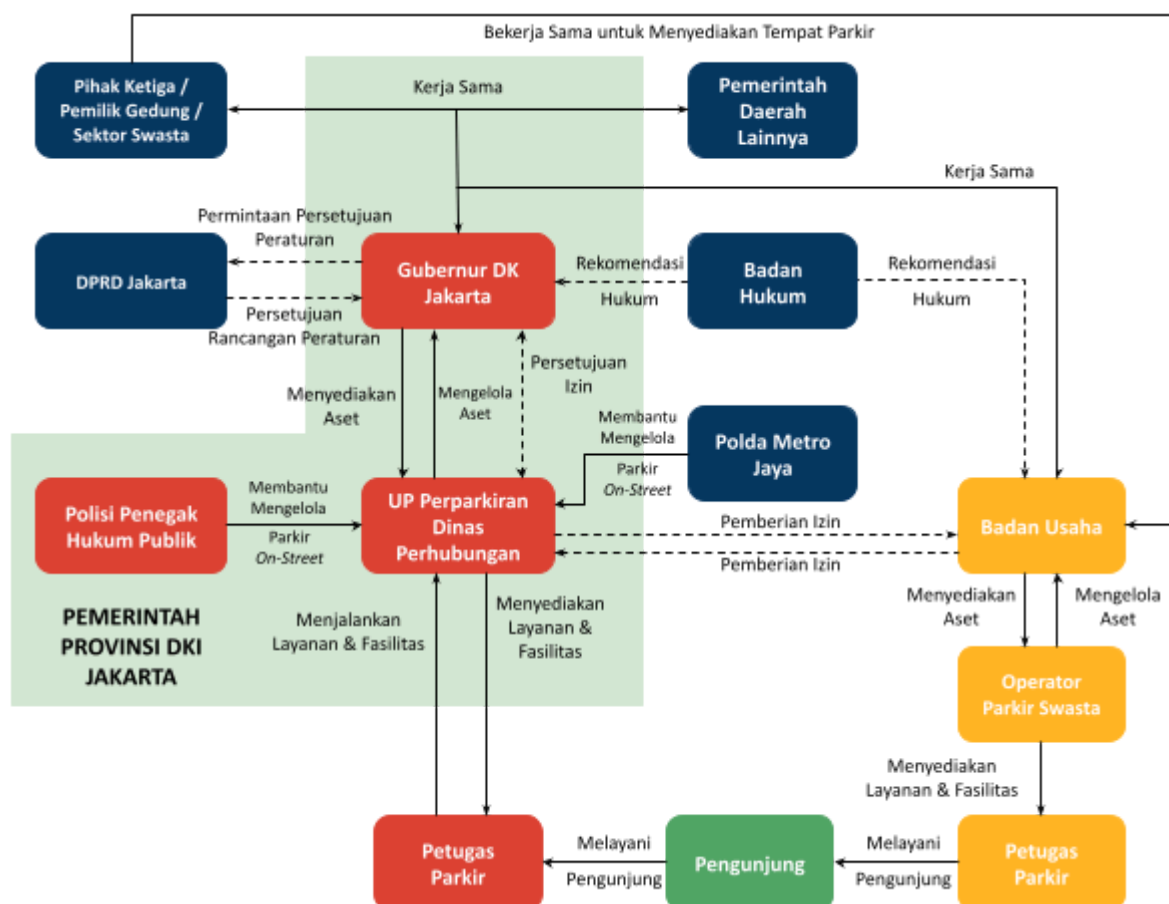 Bekerja Sama untuk Menyediakan Tempat Parkir
Pihak Ketiga /
Pemilik Gedung /
Sektor Swasta
Kerja Sama
Pemerintah
Daerah
Lainnya
Kerja Sama
Permintaan Persetujuan
Peraturan
DPRD Jakarta
Persetujuan
Rancangan Peraturan
Gubernur DK
Jakarta
Rekomendasi
Hukum
Badan
Hukum
Rekomendasi
Hukum
Menyediakan
Aset
Mengelola
Aset
Persetujuan
Izin
Membantu
Mengelola
Parkir
On-Street
Polda Metro
Jaya
Polisi Penegak
Hukum Publik
Membantu
Mengelola
Parkir
On-Street
UP Perparkiran
Dinas
Perhubungan
Pemberian Izin
Pemberian Izin
Badan Usaha
PEMERINTAH
PROVINSI DKI
JAKARTA
Menjalankan
Layanan & Fasilitas
Menyediakan
Layanan &
Fasilitas
Menyediakan
Aset
Mengelola
Aset
Operator
Parkir Swasta
Menyediakan
Layanan & Fasilitas
Petugas
Parkir
Melayani
Pengunjung
Pengunjung
Melayani
Pengunjung
Petugas
Parkir